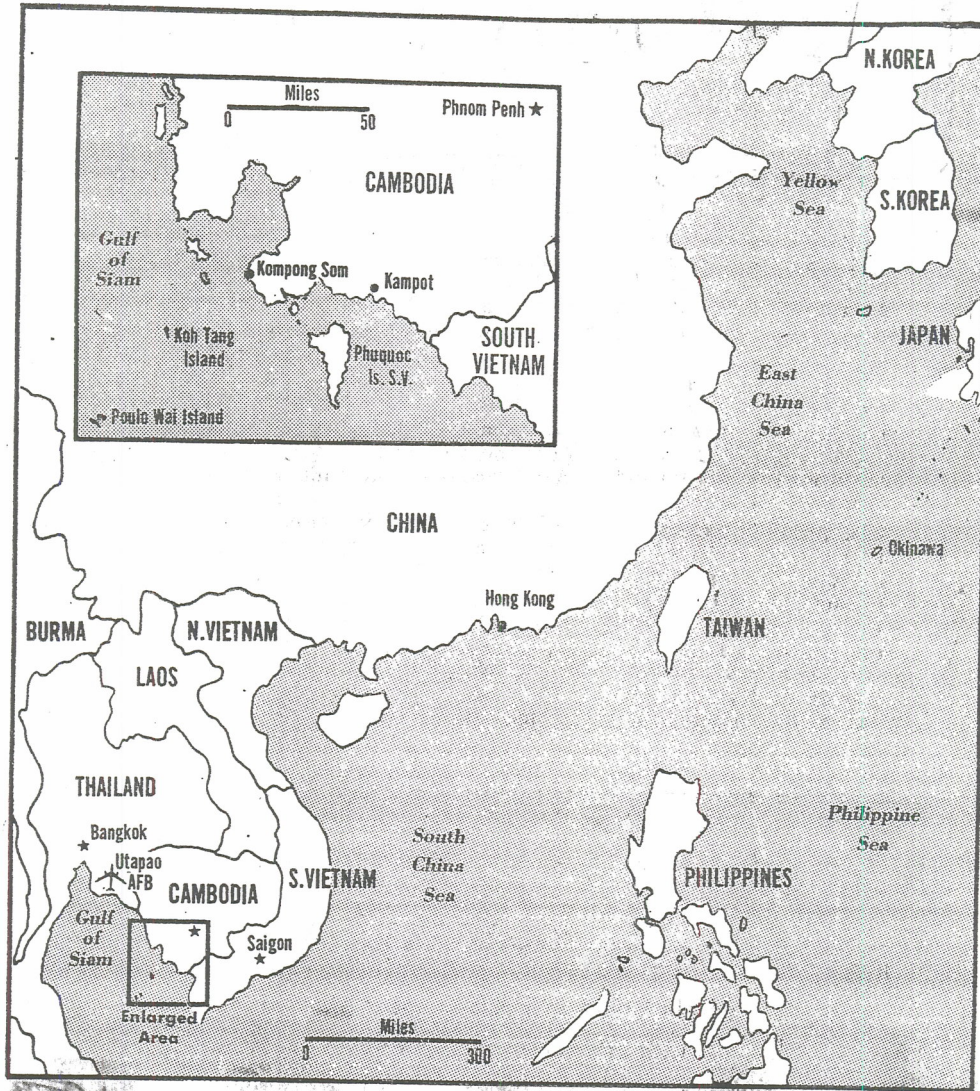 N. KOREA
Miles
0 50
Phnom Penh
CAMBODIA
Yellow
Sea
S. KOREA
Gulf
of
Siam
Kompong Som
Kampot
Koh Tang
Island
SOUTH
VIETNAM
Phuquoc
Is. S.V.
Poulo Wai Island
JAPAN
East
China
Sea
CHINA
Okinawa
Hong Kong
BURMA
N. VIETNAM
TAIWAN
LAOS
THAILAND
Bangkok
Utapao
AFB
CAMBODIA
S. VIETNAM
South
China
Sea
Philippine
Sea
PHILIPPINES
Gulf
of
Siam
Saigon
Enlarged
Area
Miles
0 300